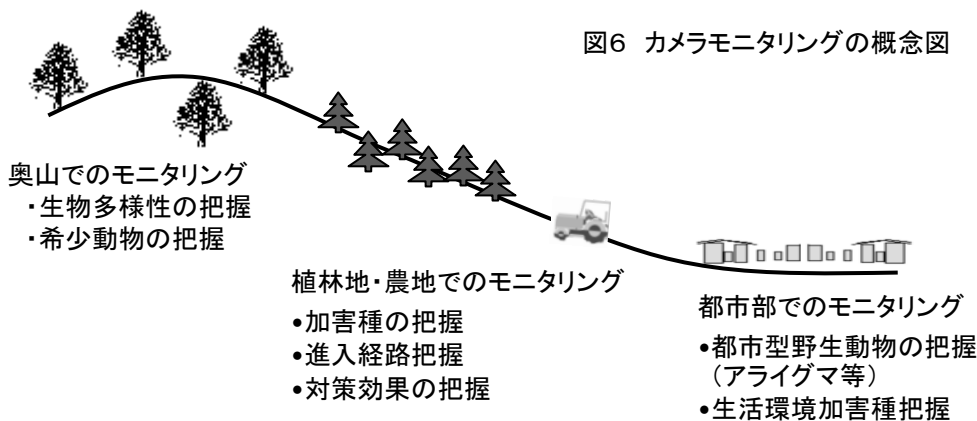 図6 カメラモニタリングの概念図
奥山でのモニタリング
・生物多様性の把握
・希少動物の把握
植林地・農地でのモニタリング
•加害種の把握
•進入経路把握
•対策効果の把握
都市部でのモニタリング
•都市型野生動物の把握
（アライグマ等）
•生活環境加害種把握